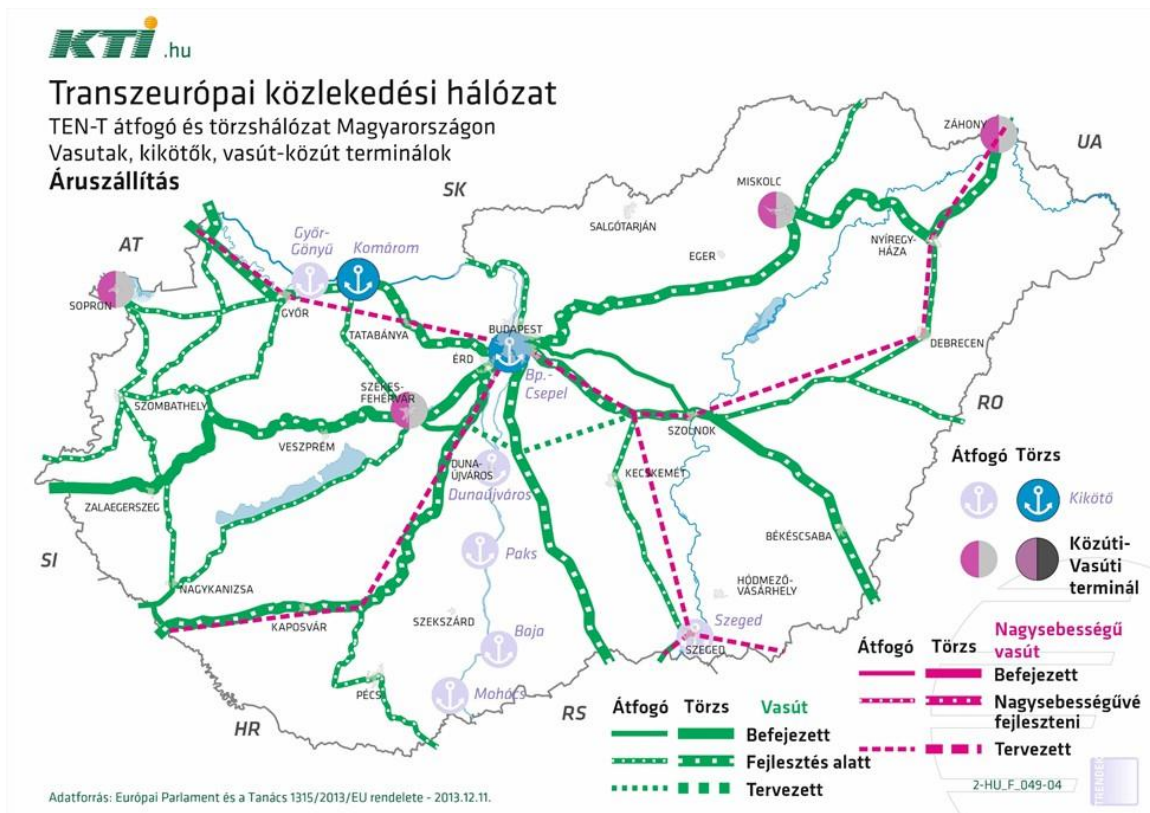 KTI.hu
Transzeurópai közlekedési hálózat
TEN-T átfogó és törzshálózat Magyarországon
Vasutak, kikötők, vasút-közút terminálok
Áruszállítás
SK
UA
AT
ZÁHONY
MISKOLC
SALGÓTARJÁN
NYÍREGY-
HÁZA
EGER
Győr-
Gönyű
Komárom
SOPRON
GYŐR
TATABÁNYA
BUDAPEST
ÉRD
Bp.-
Csepel
DEBRECEN
SZÉKES-
FEHÉRVÁR
SZOMBATHELY
VESZPRÉM
SZOLNOK
RO
DUNA-
ÚJVÁROS
Dunaújváros
KECSKEMÉT
ZALAEGERSZEG
BÉKÉSCSABA
SI
Paks
NAGYKANIZSA
HÓDMEZŐ-
VÁSÁRHELY
KAPOSVÁR
SZEKSZÁRD
Baja
Szeged
SZEGED
PÉCS
Mohács
HR
RS
Átfogó Törzs
Kikötő
Közúti-
Vasúti
terminál
Átfogó Törzs Nagysebességű
vasút
Befejezett
Nagysebességűvé
fejleszteni
Tervezett
Átfogó Törzs Vasút
Befejezett
Fejlesztés alatt
Tervezett
2-HU_F_049-04
TRENDEK
Adatforrás: Európai Parlament és a Tanács 1315/2013/EU rendelete - 2013.12.11.